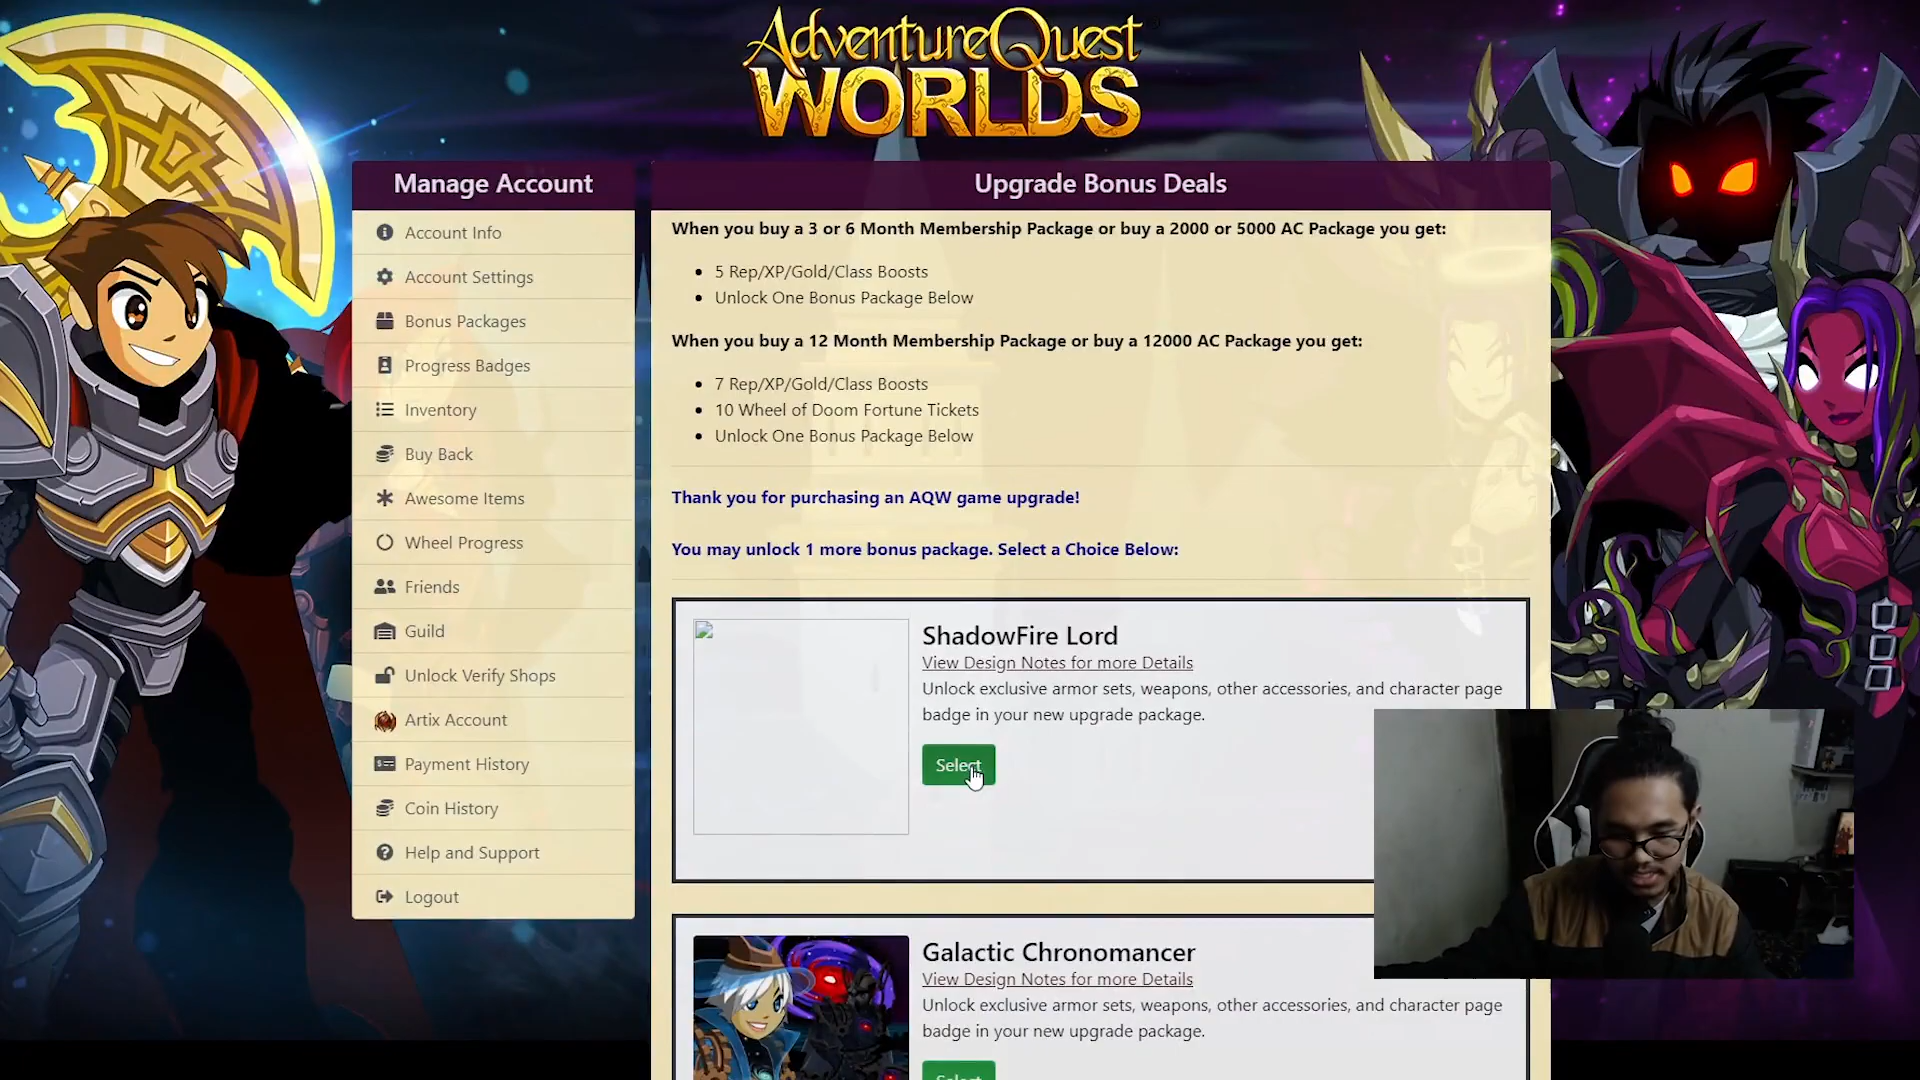 AdventureQuest
WORLDS
Manage Account
Account Info
Account Settings
Bonus Packages
Progress Badges
Inventory
Buy Back
Awesome Items
Wheel Progress
Friends
Guild
Unlock Verify Shops
Artix Account
Payment History
Coin History
Help and Support
Logout
Upgrade Bonus Deals
When you buy a 3 or 6 Month Membership Package or buy a 2000 or 5000 AC Package you get:
5 Rep/XP/Gold/Class Boosts
Unlock One Bonus Package Below
When you buy a 12 Month Membership Package or buy a 12000 AC Package you get:
7 Rep/XP/Gold/Class Boosts
10 Wheel of Doom Fortune Tickets
Unlock One Bonus Package Below
Thank you for purchasing an AQW game upgrade!
You may unlock 1 more bonus package. Select a Choice Below:
ShadowFire Lord
View Design Notes for more Details
Unlock exclusive armor sets, weapons, other accessories, and character page
badge in your new upgrade package.
Select
Galactic Chronomancer
View Design Notes for more Details
Unlock exclusive armor sets, weapons, other accessories, and character page
badge in your new upgrade package.
Select